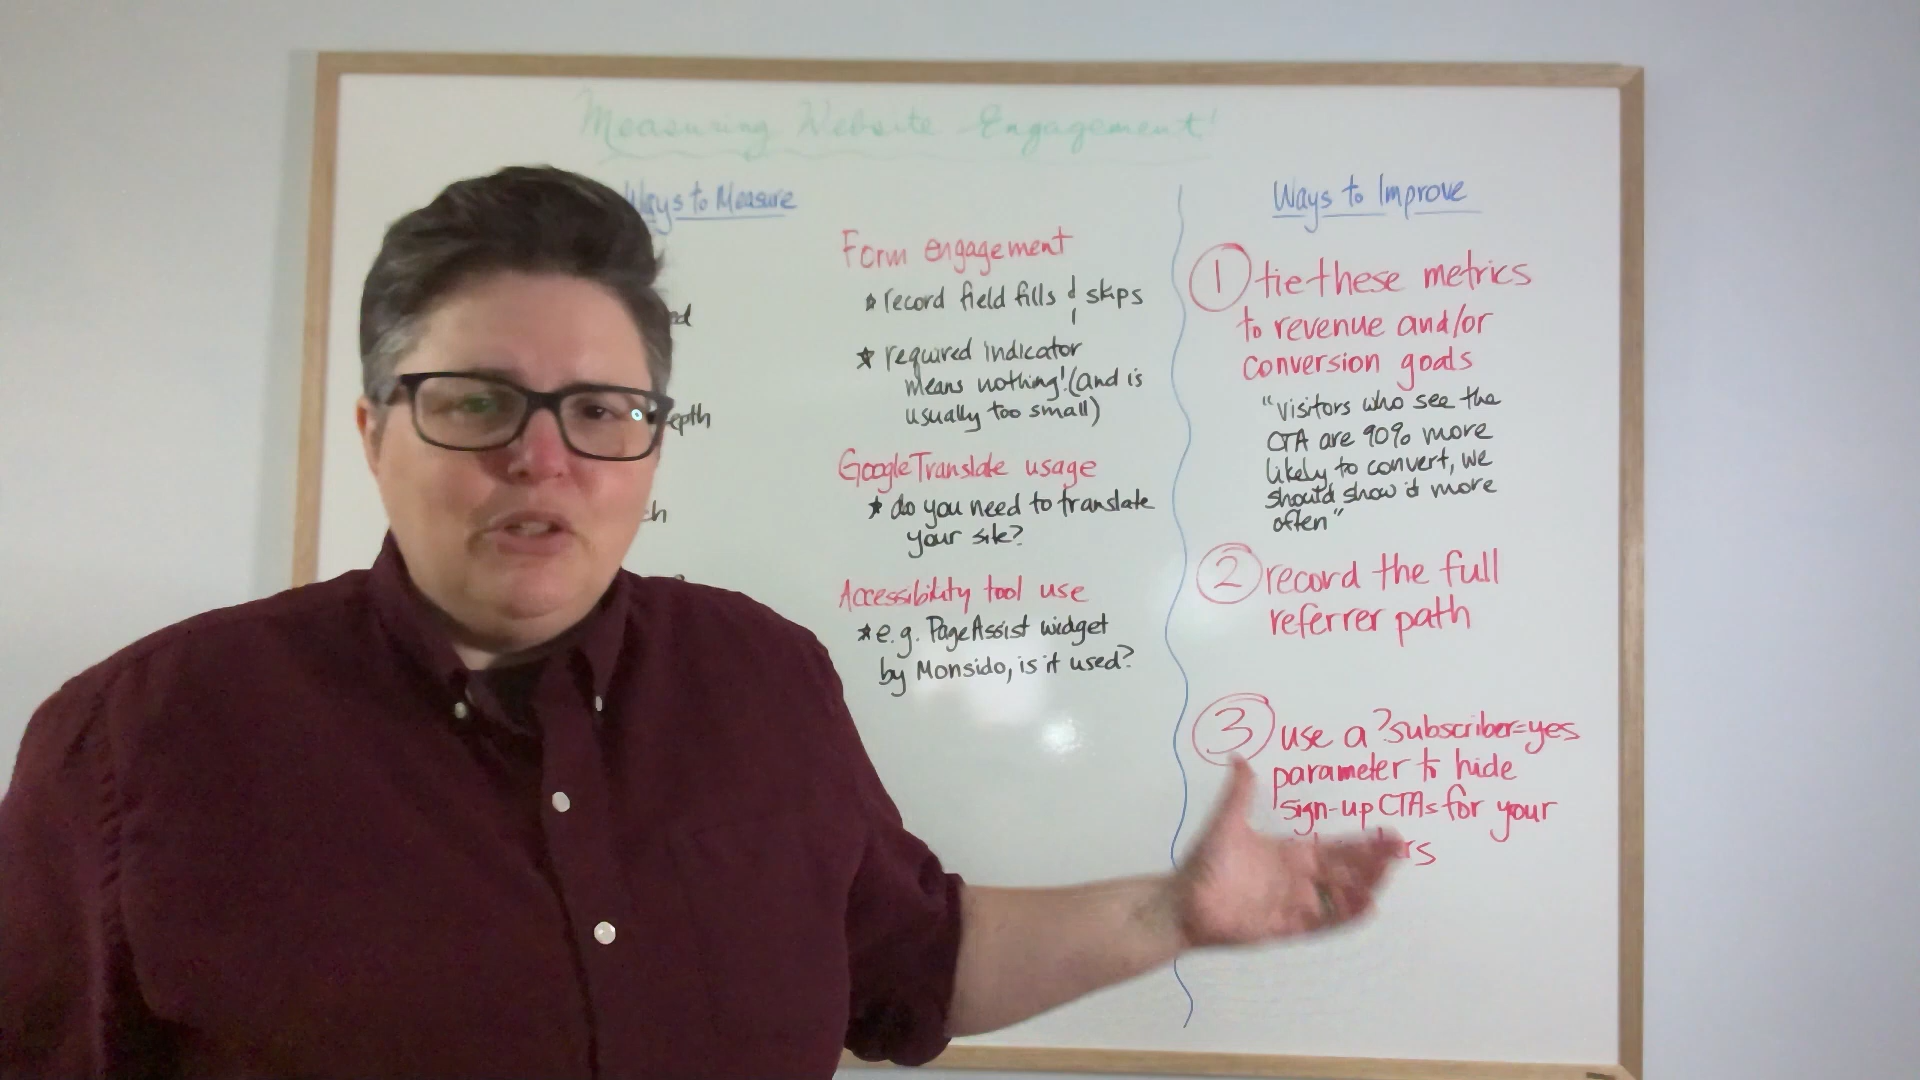 Measuring Website Engagement!
Ways to Measure
Form engagement
* record field fills & skips
* required indicator
means nothing! (and is
usually too small)
Google Translate usage
* do you need to translate
your site?
Accessibility tool use
* e.g. PageAssist widget
by Monsido, is it used?
Ways to Improve
1 tie these metrics
to revenue and/or
conversion goals
"visitors who see the
CTA are 90% more
likely to convert, we
should show it more
often"
2 record the full
referrer path
3 use a ?subscriber=yes
parameter to hide
sign-up CTAs for your